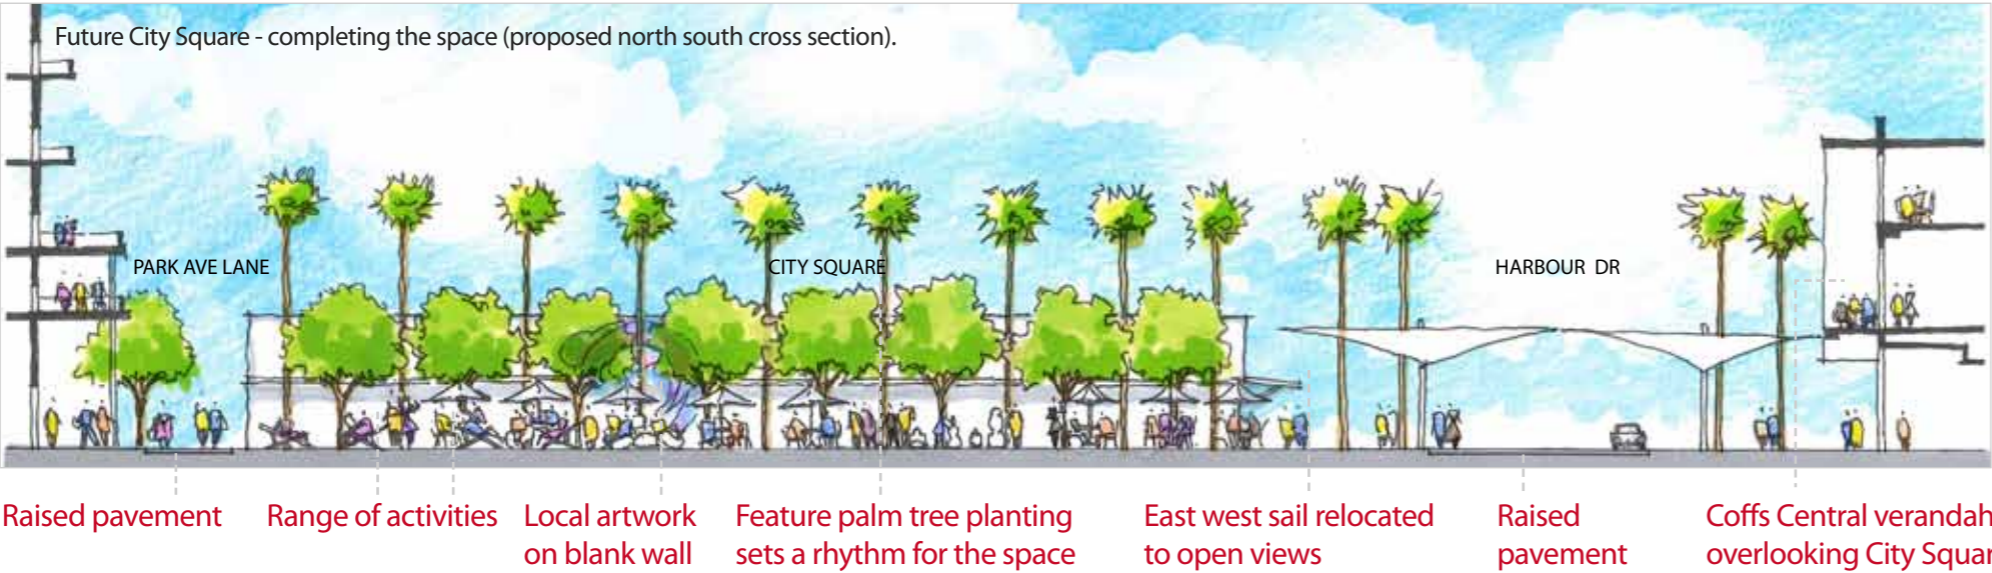 Future City Square - completing the space (proposed north south cross section).
PARK AVE LANE
CITY SQUARE
HARBOUR DR
Raised pavement
Range of activities
Local artwork
on blank wall
Feature palm tree planting
sets a rhythm for the space
East west sail relocated
to open views
Raised
pavement
Coffs Central verandah
overlooking City Squar